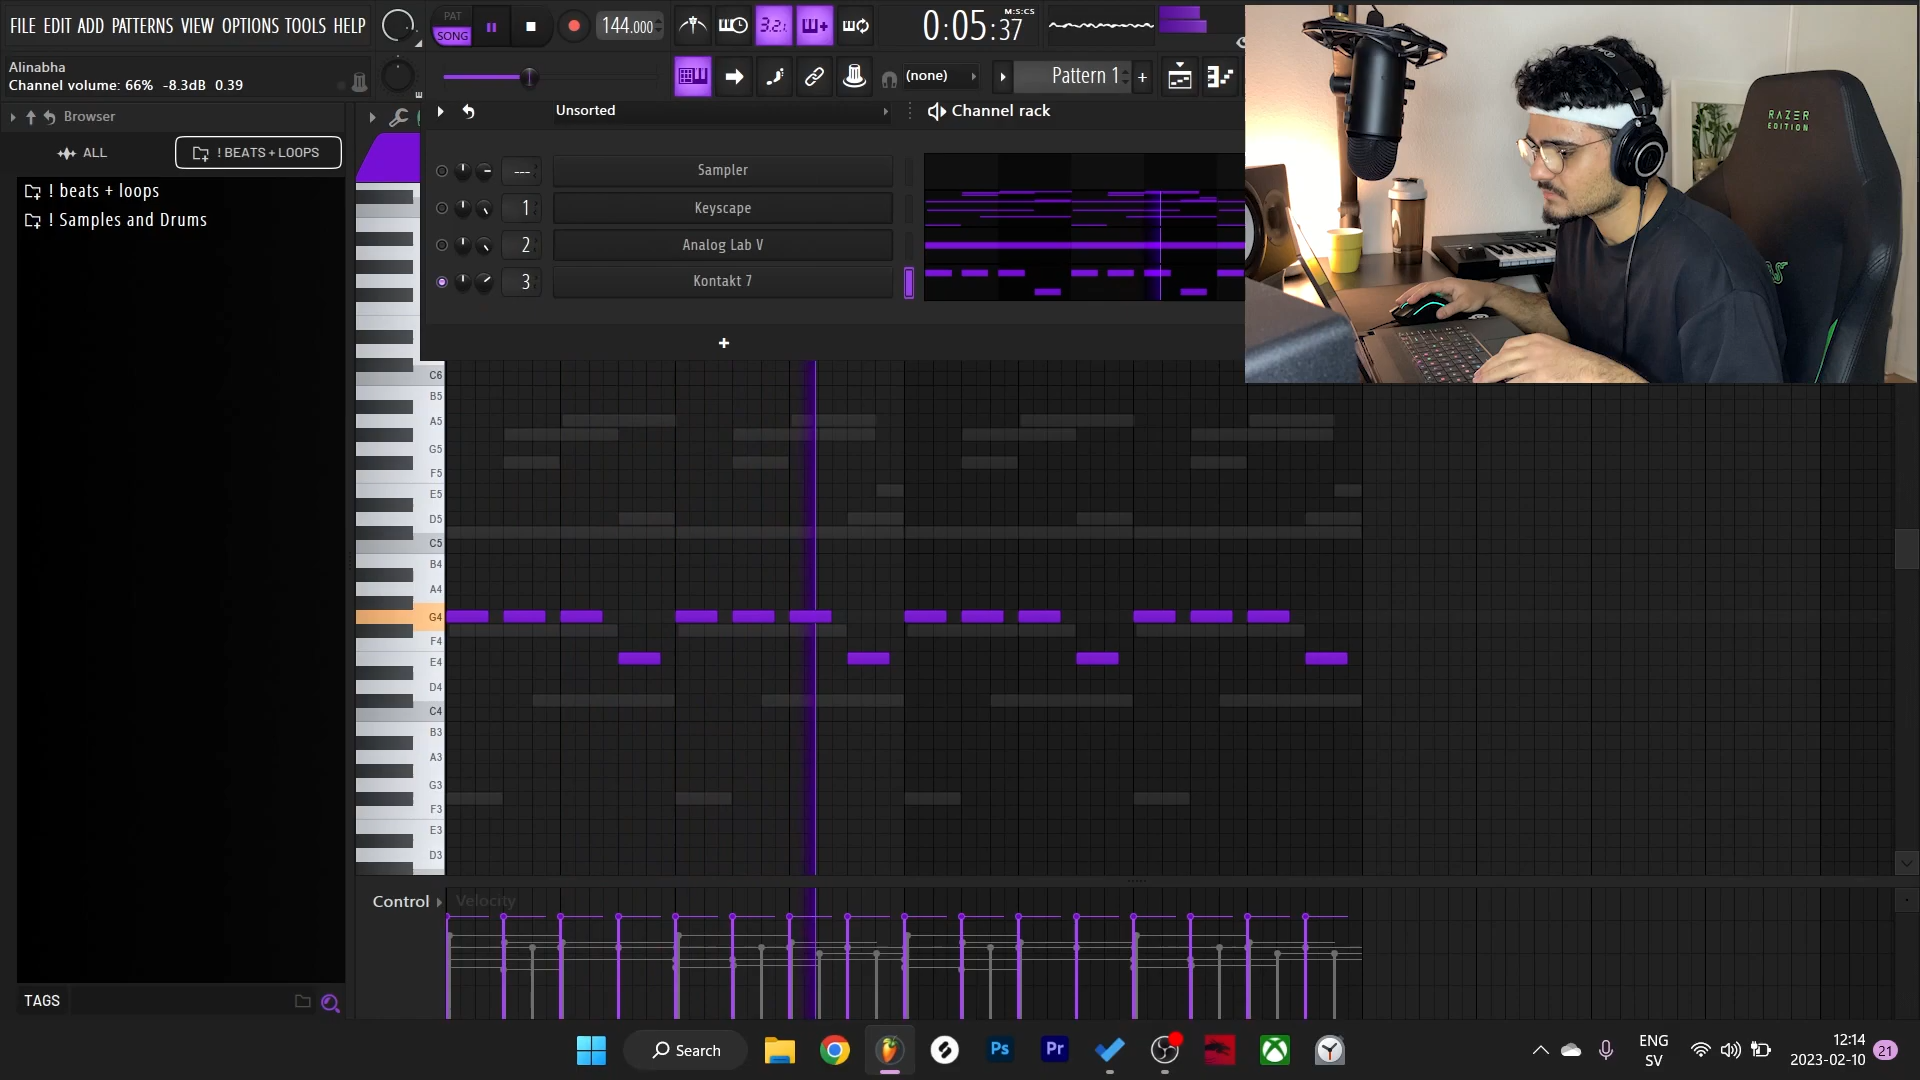 FILE EDIT ADD PATTERNS VIEW OPTIONS TOOLS HELP
PAT
SONG
144.000
3.2.
0:05:37
M:S:CS
Alinabha
Channel volume: 66% -8.3dB 0.39
(none)
Pattern 1
+
Browser
Unsorted
Channel rack
ALL
! BEATS + LOOPS
! beats + loops
! Samples and Drums
---
Sampler
1
Keyscape
2
Analog Lab V
3
Kontakt 7
+
RAZER
EDITION
C6
B5
A5
G5
F5
E5
D5
C5
B4
A4
G4
F4
E4
D4
C4
B3
A3
G3
F3
E3
D3
Control
Velocity
TAGS
Search
Ps
Pr
ENG
SV
12:14
2023-02-10
21